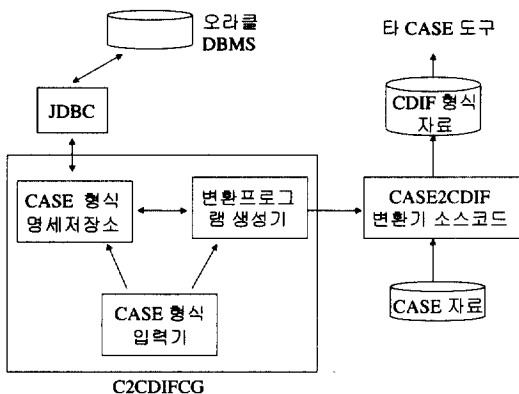 오라클
DBMS
타 CASE 도구
JDBC
CDIF 형식
자료
CASE 형식
명세저장소
변환프로그
램 생성기
CASE2CDIF
변환기 소스코드
CASE 형식
입력기
CASE 자료
C2CDIFCG